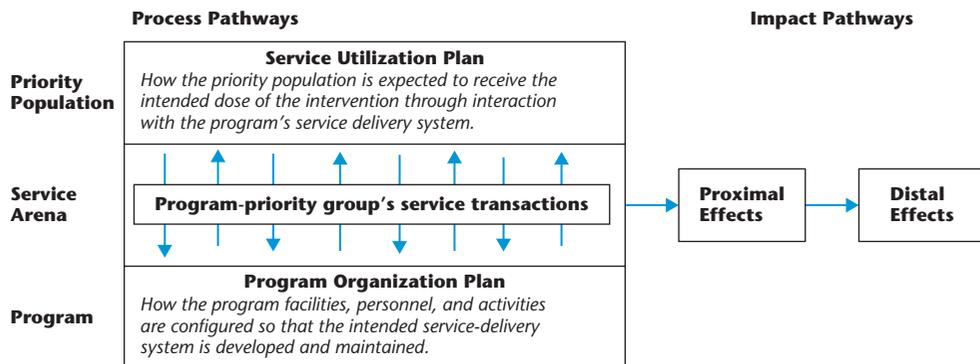 Process Pathways
Impact Pathways
Priority
Population
Service Utilization Plan
How the priority population is expected to receive the
intended dose of the intervention through interaction
with the program's service delivery system.
Service
Arena
Program-priority group's service transactions
Proximal
Effects
Distal
Effects
Program
Program Organization Plan
How the program facilities, personnel, and activities
are configured so that the intended service-delivery
system is developed and maintained.